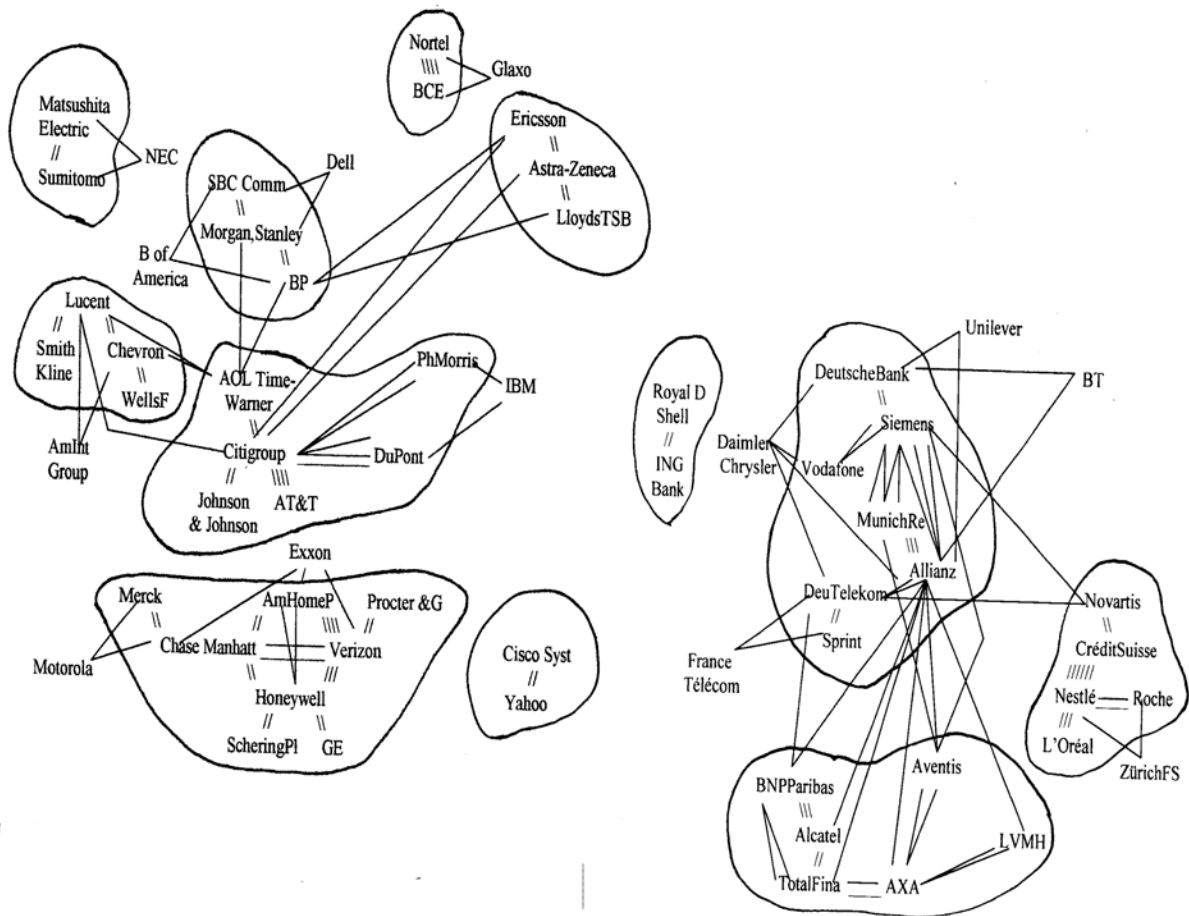 Nortel
BCE
Glaxo
Matsushita
Electric
Sumitomo
NEC
Ericsson
Astra-Zeneca
LloydsTSB
SBC Comm
Dell
Morgan,Stanley
BP
B of
America
Lucent
Smith
Kline
Chevron
WellsF
AmInt
Group
AOL Time-
Warner
PhMorris
IBM
Citigroup
DuPont
Johnson
& Johnson
AT&T
Exxon
Merck
AmHomeP
Procter &G
Chase Manhatt
Verizon
Motorola
Honeywell
ScheringPl
GE
Cisco Syst
Yahoo
Royal D
Shell
ING
Bank
Unilever
DeutscheBank
BT
Siemens
Daimler
Chrysler
Vodafone
MunichRe
Allianz
DeuTelekom
Sprint
France
Télécom
Novartis
CréditSuisse
Nestlé
Roche
L'Oréal
ZürichFS
BNPParibas
Aventis
Alcatel
LVMH
TotalFina
AXA